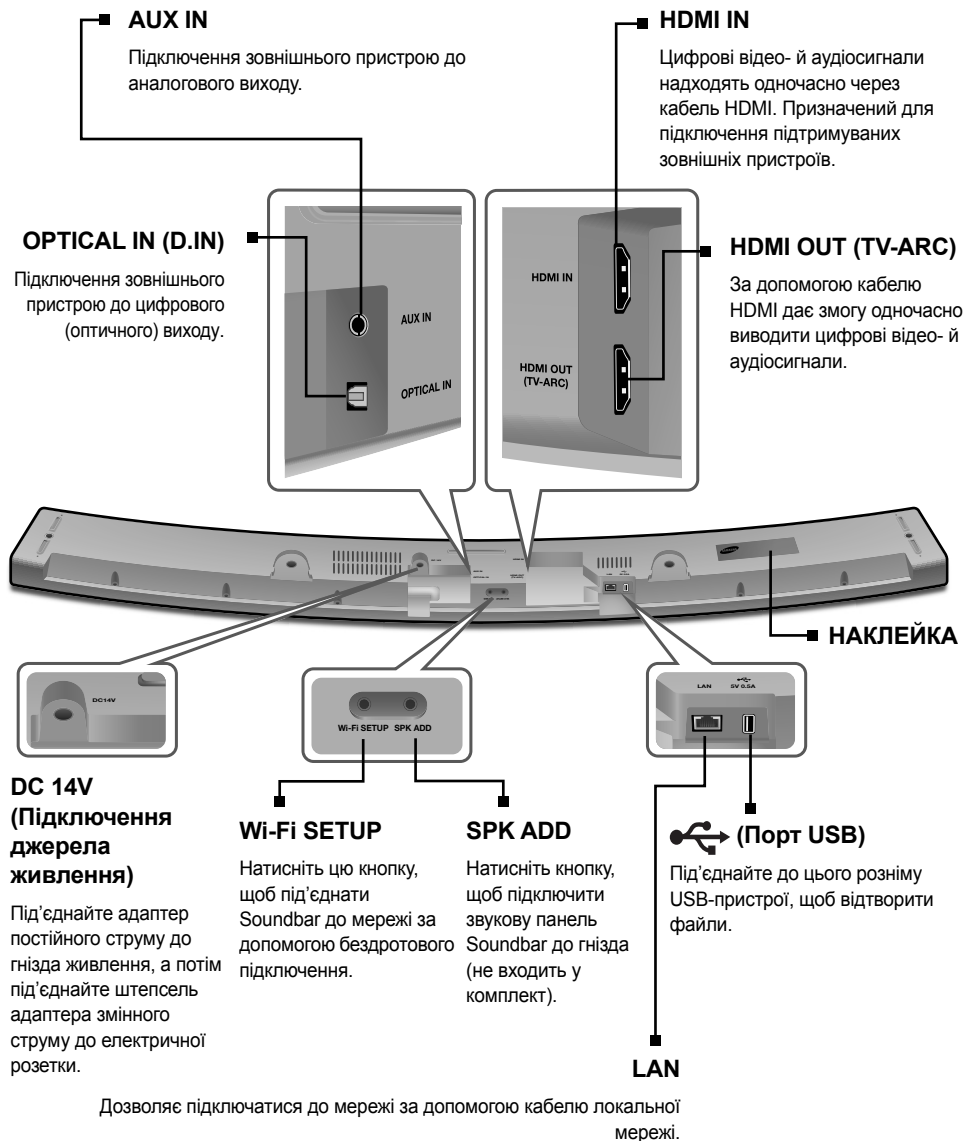 AUX IN
Підключення зовнішнього пристрою до
аналогового виходу.
HDMI IN
Цифрові відео- й аудіосигнали
надходять одночасно через
кабель HDMI. Призначений для
підключення підтримуваних
зовнішніх пристроїв.
OPTICAL IN (D.IN)
Підключення зовнішнього
пристрою до цифрового
(оптичного) виходу.
AUX IN
OPTICAL IN
HDMI IN
HDMI OUT
(TV-ARC)
HDMI OUT (TV-ARC)
За допомогою кабелю
HDMI дає змогу одночасно
виводити цифрові відео- й
аудіосигнали.
НАКЛЕЙКА
DC14V
Wi-Fi SETUP SPK ADD
LAN
5V 0.5A
DC 14V
(Підключення
джерела
живлення)
Під’єднайте адаптер
постійного струму до
гнізда живлення, а потім
під’єднайте штепсель
адаптера змінного
струму до електричної
розетки.
Wi-Fi SETUP
Натисніть цю кнопку,
щоб під’єднати
Soundbar до мережі за
допомогою бездротового
підключення.
SPK ADD
Натисніть кнопку,
щоб підключити
звукову панель
Soundbar до гнізда
(не входить у
комплект).
(Порт USB)
Під’єднайте до цього розніму
USB-пристрої, щоб відтворити
файли.
LAN
Дозволяє підключатися до мережі за допомогою кабелю локальної
мережі.